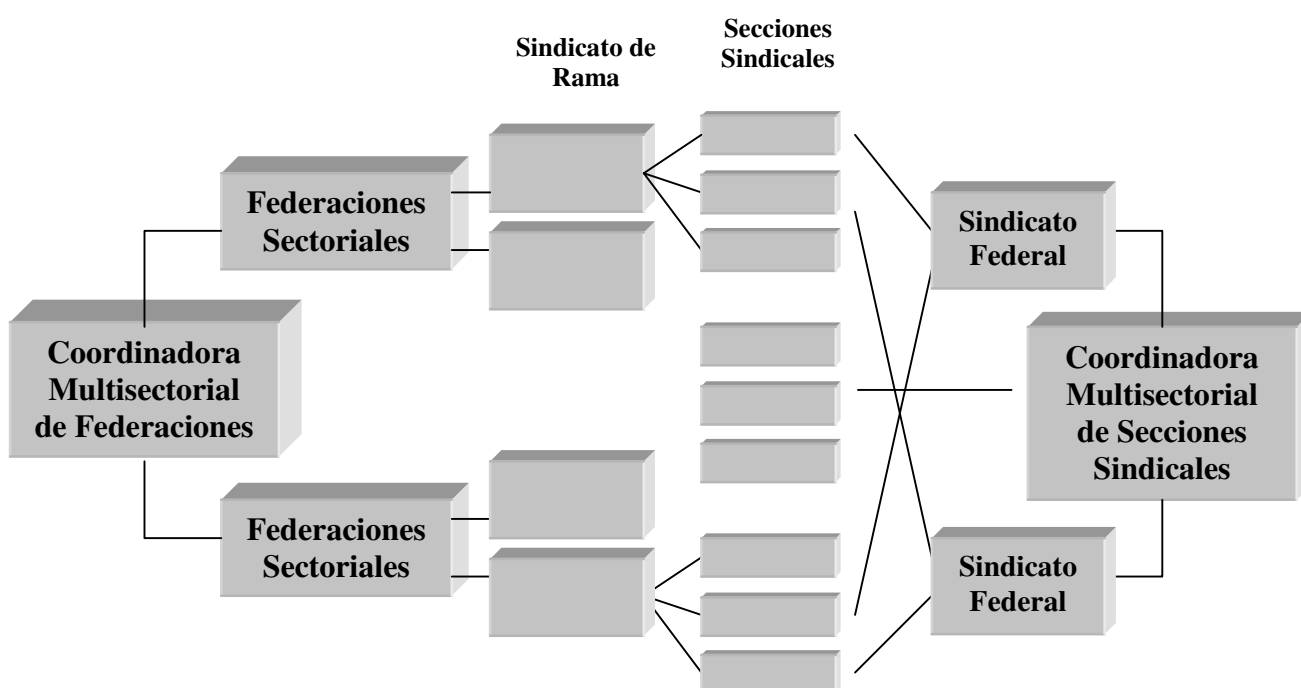 Sindicato de
Rama
Secciones
Sindicales
Federaciones
Sectoriales
Sindicato
Federal
Coordinadora
Multisectorial
de Federaciones
Coordinadora
Multisectorial
de Secciones
Sindicales
Federaciones
Sectoriales
Sindicato
Federal